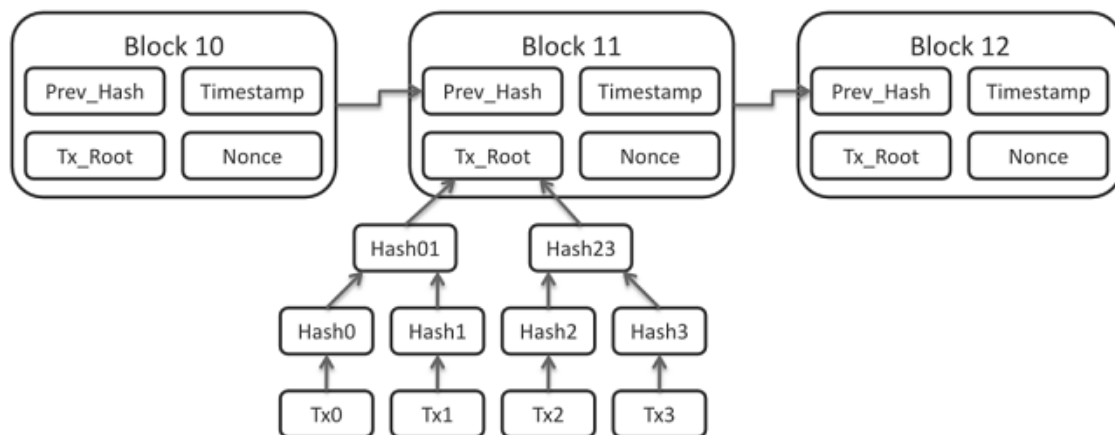 Block 10
Block 11
Block 12
Prev_Hash Timestamp
Prev_Hash Timestamp
Prev_Hash Timestamp
Tx_Root Nonce
Tx_Root Nonce
Tx_Root Nonce
Hash01 Hash23
Hash0 Hash1 Hash2 Hash3
Tx0 Tx1 Tx2 Tx3